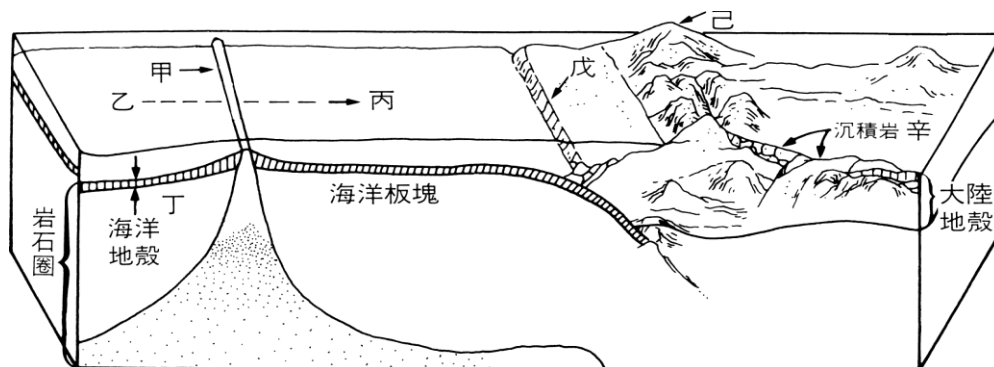 己
甲
戊
乙
丙
沉積岩 辛
海洋板塊
丁
海洋
地殼
岩石圈
大陸
地殼